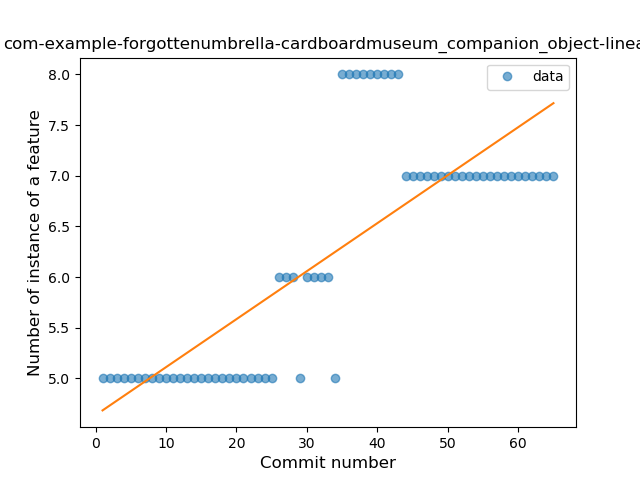 com-example-forgottenumbrella-cardboardmuseum_companion_object-linea
data
Number of instance of a feature
8.0
7.5
7.0
6.5
6.0
5.5
5.0
0 10 20 30 40 50 60
Commit number